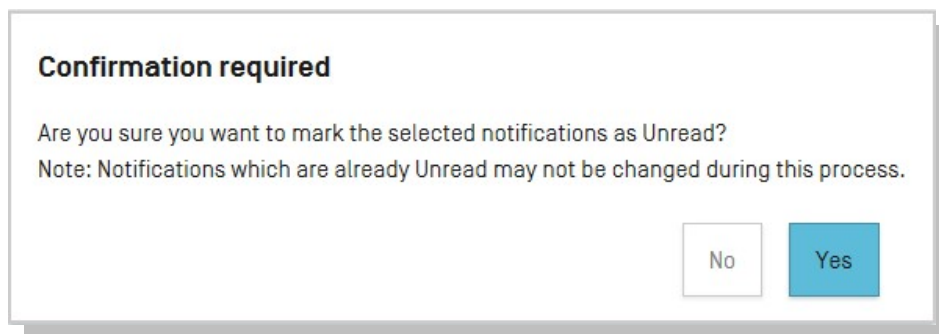 Confirmation required
Are you sure you want to mark the selected notifications as Unread?
Note: Notifications which are already Unread may not be changed during this process.
No
Yes